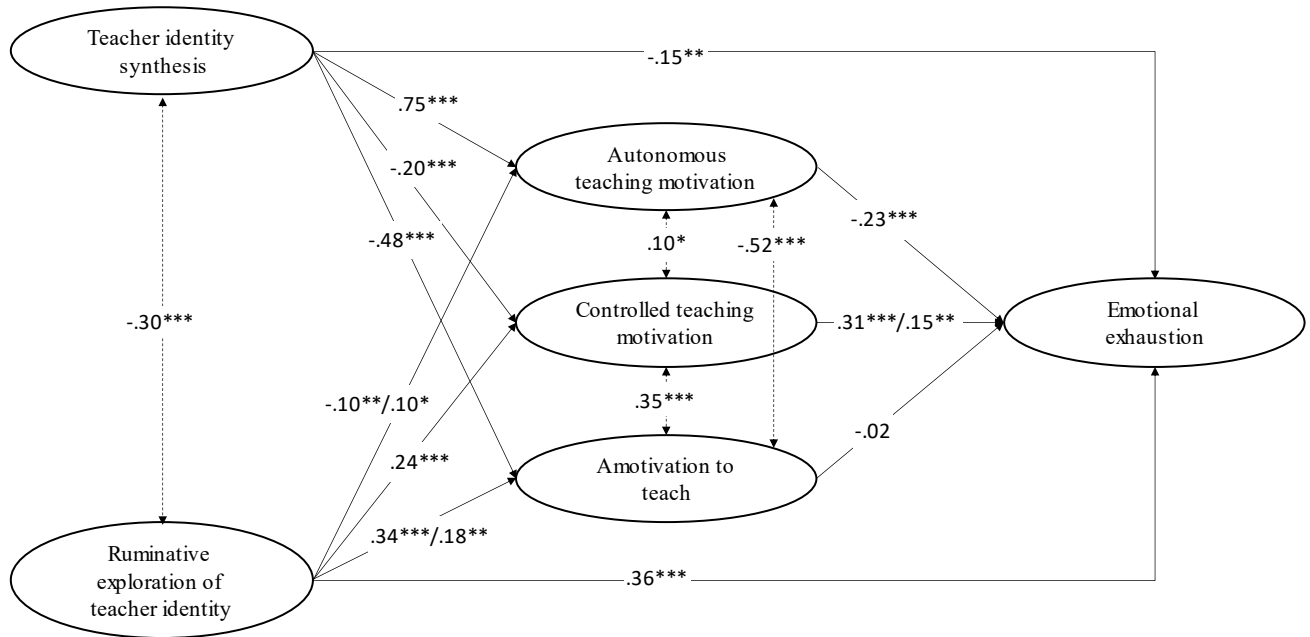 Teacher identity
synthesis
-.15**
.75***
Autonomous
teaching motivation
-.20***
-.23***
-.48***
.10*
-.52***
Controlled teaching
motivation
.31***/.15**
Emotional
exhaustion
-.30***
-.10**/.10*
.35***
.24***
-.02
Amotivation to
teach
.34***/.18**
Ruminative
exploration of
teacher identity
.36***